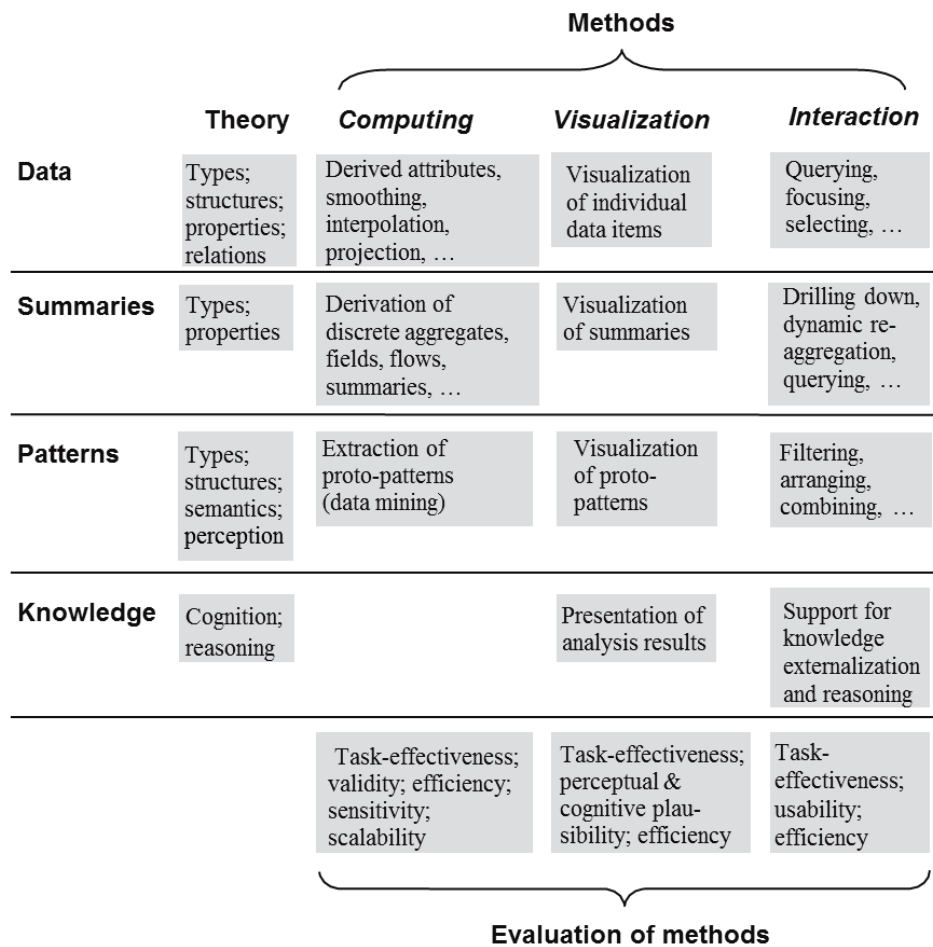 Methods
Theory
Computing
Visualization
Interaction
Data
Types;
structures;
properties;
relations
Derived attributes,
smoothing,
interpolation,
projection, …
Visualization
of individual
data items
Querying,
focusing,
selecting, …
Summaries
Types;
properties
Derivation of
discrete aggregates,
fields, flows,
summaries, …
Visualization
of summaries
Drilling down,
dynamic re-
aggregation,
querying, …
Patterns
Types;
structures;
semantics;
perception
Extraction of
proto-patterns
(data mining)
Visualization
of proto-
patterns
Filtering,
arranging,
combining, …
Knowledge
Cognition;
reasoning
Presentation of
analysis results
Support for
knowledge
externalization
and reasoning
Task-effectiveness;
validity; efficiency;
sensitivity;
scalability
Task-effectiveness;
perceptual &
cognitive plau-
sibility; efficiency
Task-
effectiveness;
usability;
efficiency
Evaluation of methods